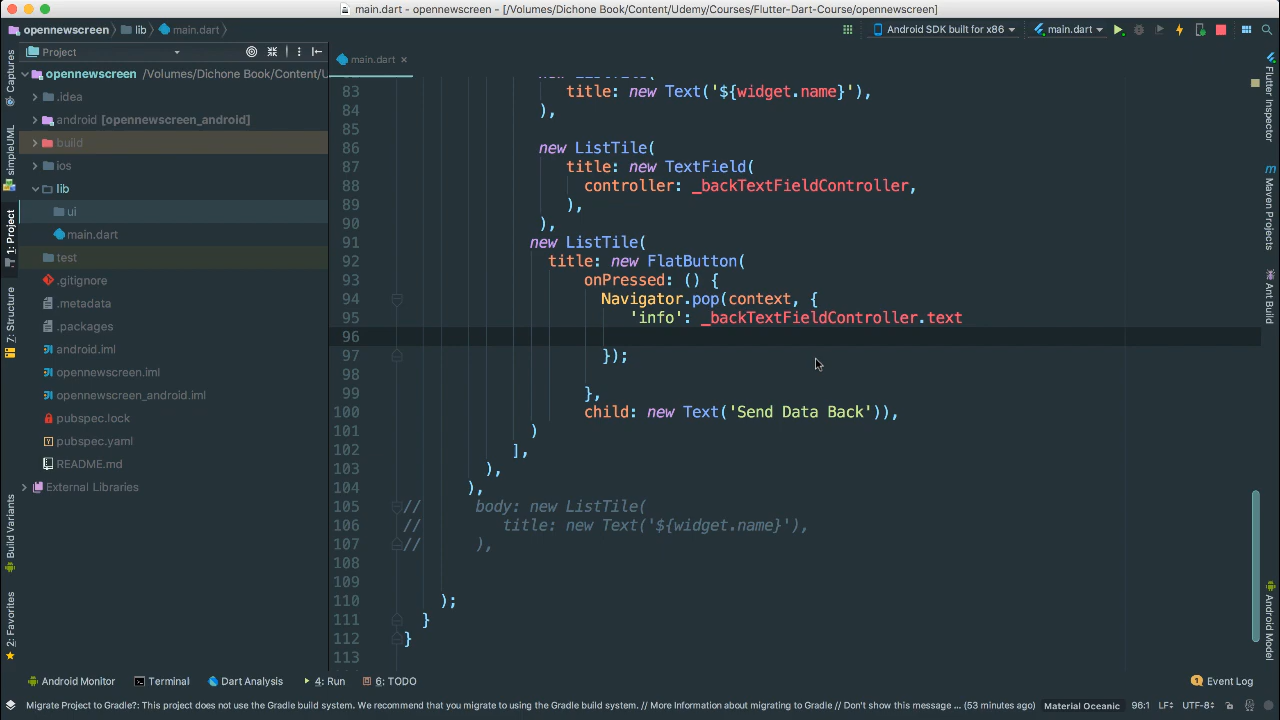 main.dart - opennewscreen - [/Volumes/Dichone Book/Content/Udemy/Courses/Flutter-Dart-Course/opennewscreen]
opennewscreen lib main.dart
Android SDK built for x86 main.dart
Project
main.dart
opennewscreen /Volumes/Dichone Book/Content/U
.idea
android [opennewscreen_android]
build
ios
lib
ui
main.dart
test
.gitignore
.metadata
.packages
android.iml
opennewscreen.iml
opennewscreen_android.iml
pubspec.lock
pubspec.yaml
README.md
External Libraries
Captures
simpleUML
1: Project
7: Structure
Build Variants
2: Favorites
83 title: new Text('${widget.name}'),
84 ),
85
86 new ListTile(
87 title: new TextField(
88 controller: _backTextFieldController,
89 ),
90 ),
91 new ListTile(
92 title: new FlatButton(
93 onPressed: () {
94 Navigator.pop(context, {
95 'info': _backTextFieldController.text
96
97 });
98
99 },
100 child: new Text('Send Data Back')),
101 )
102 ],
103 ),
104 ),
105 // body: new ListTile(
106 // title: new Text('${widget.name}'),
107 // ),
108
109
110 );
111 }
112 }
113
Flutter Inspector
Maven Projects
Ant Build
Android Model
Android Monitor Terminal Dart Analysis 4: Run 6: TODO 1 Event Log
Migrate Project to Gradle?: This project does not use the Gradle build system. We recommend that you migrate to using the Gradle build system. // More Information about migrating to Gradle // Don't show this message ... (53 minutes ago) Material Oceanic 96:1 LF÷ UTF-8÷